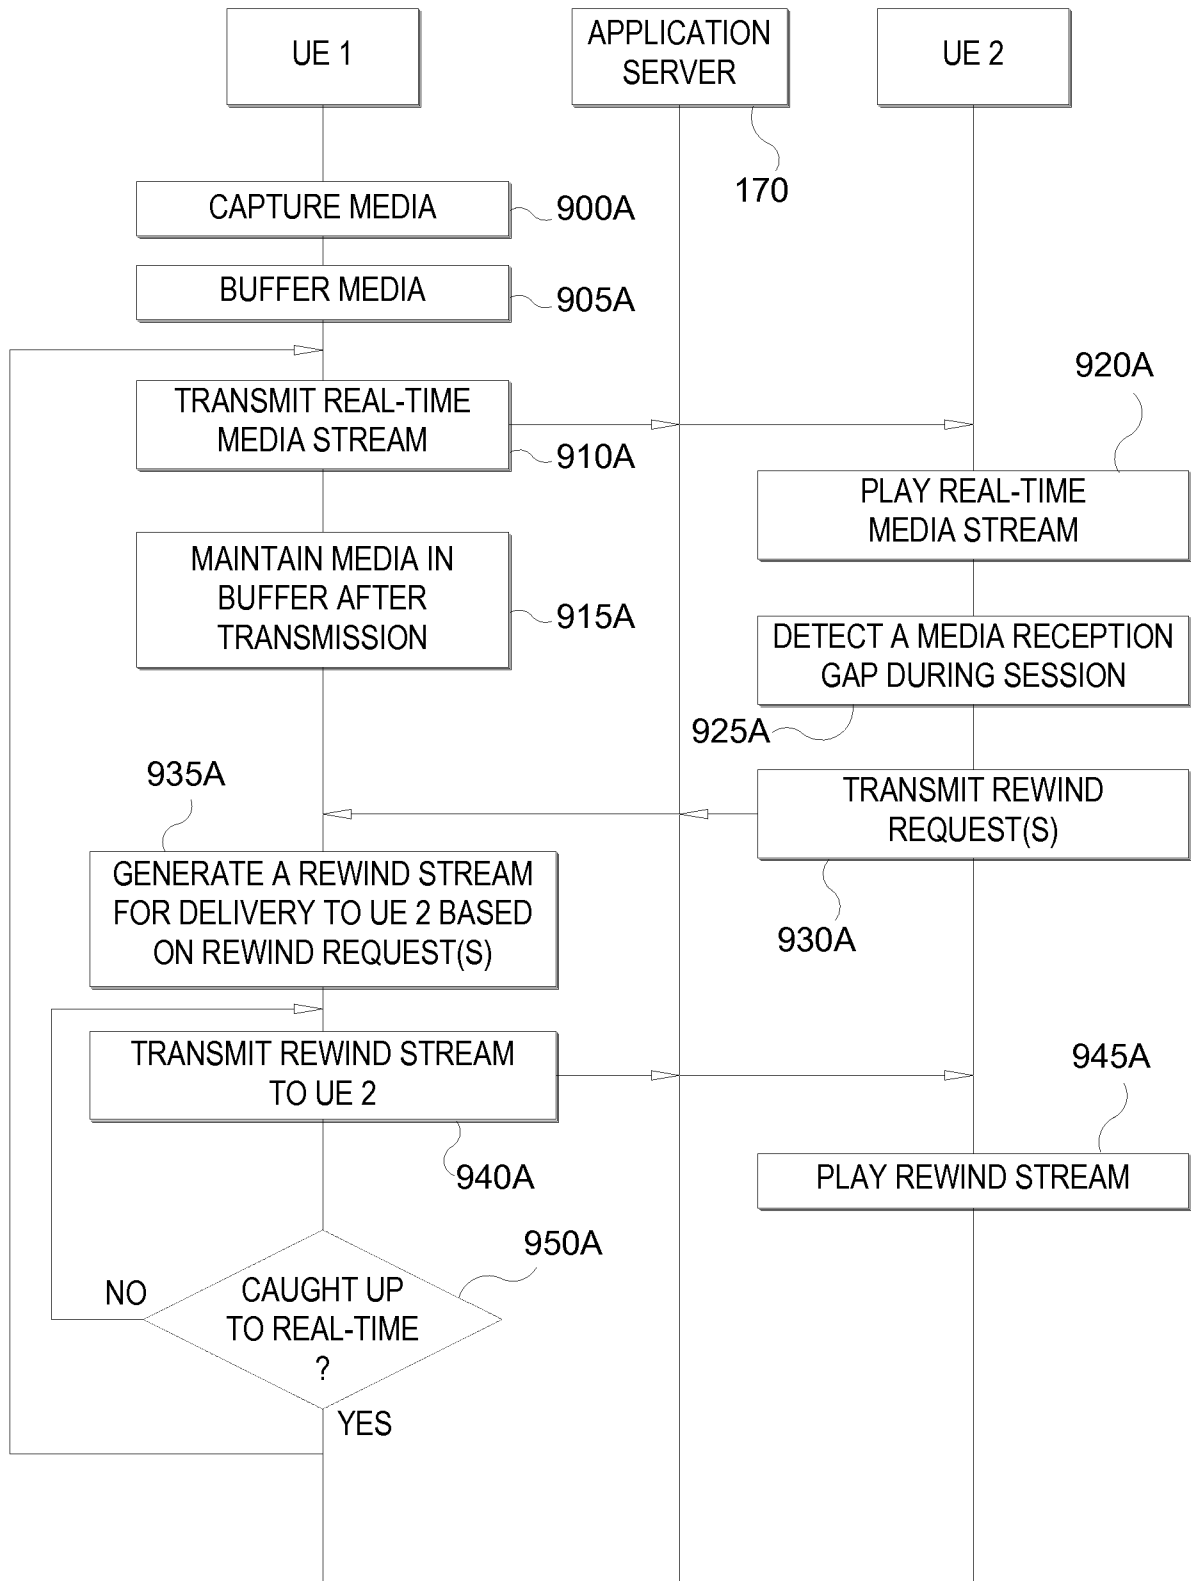 UE 1
APPLICATION
SERVER
UE 2
170
CAPTURE MEDIA
900A
BUFFER MEDIA
905A
TRANSMIT REAL-TIME
MEDIA STREAM
910A
920A
PLAY REAL-TIME
MEDIA STREAM
MAINTAIN MEDIA IN
BUFFER AFTER
TRANSMISSION
915A
DETECT A MEDIA RECEPTION
GAP DURING SESSION
925A
TRANSMIT REWIND
REQUEST(S)
930A
935A
GENERATE A REWIND STREAM
FOR DELIVERY TO UE 2 BASED
ON REWIND REQUEST(S)
TRANSMIT REWIND STREAM
TO UE 2
940A
945A
PLAY REWIND STREAM
950A
CAUGHT UP
TO REAL-TIME
?
NO
YES